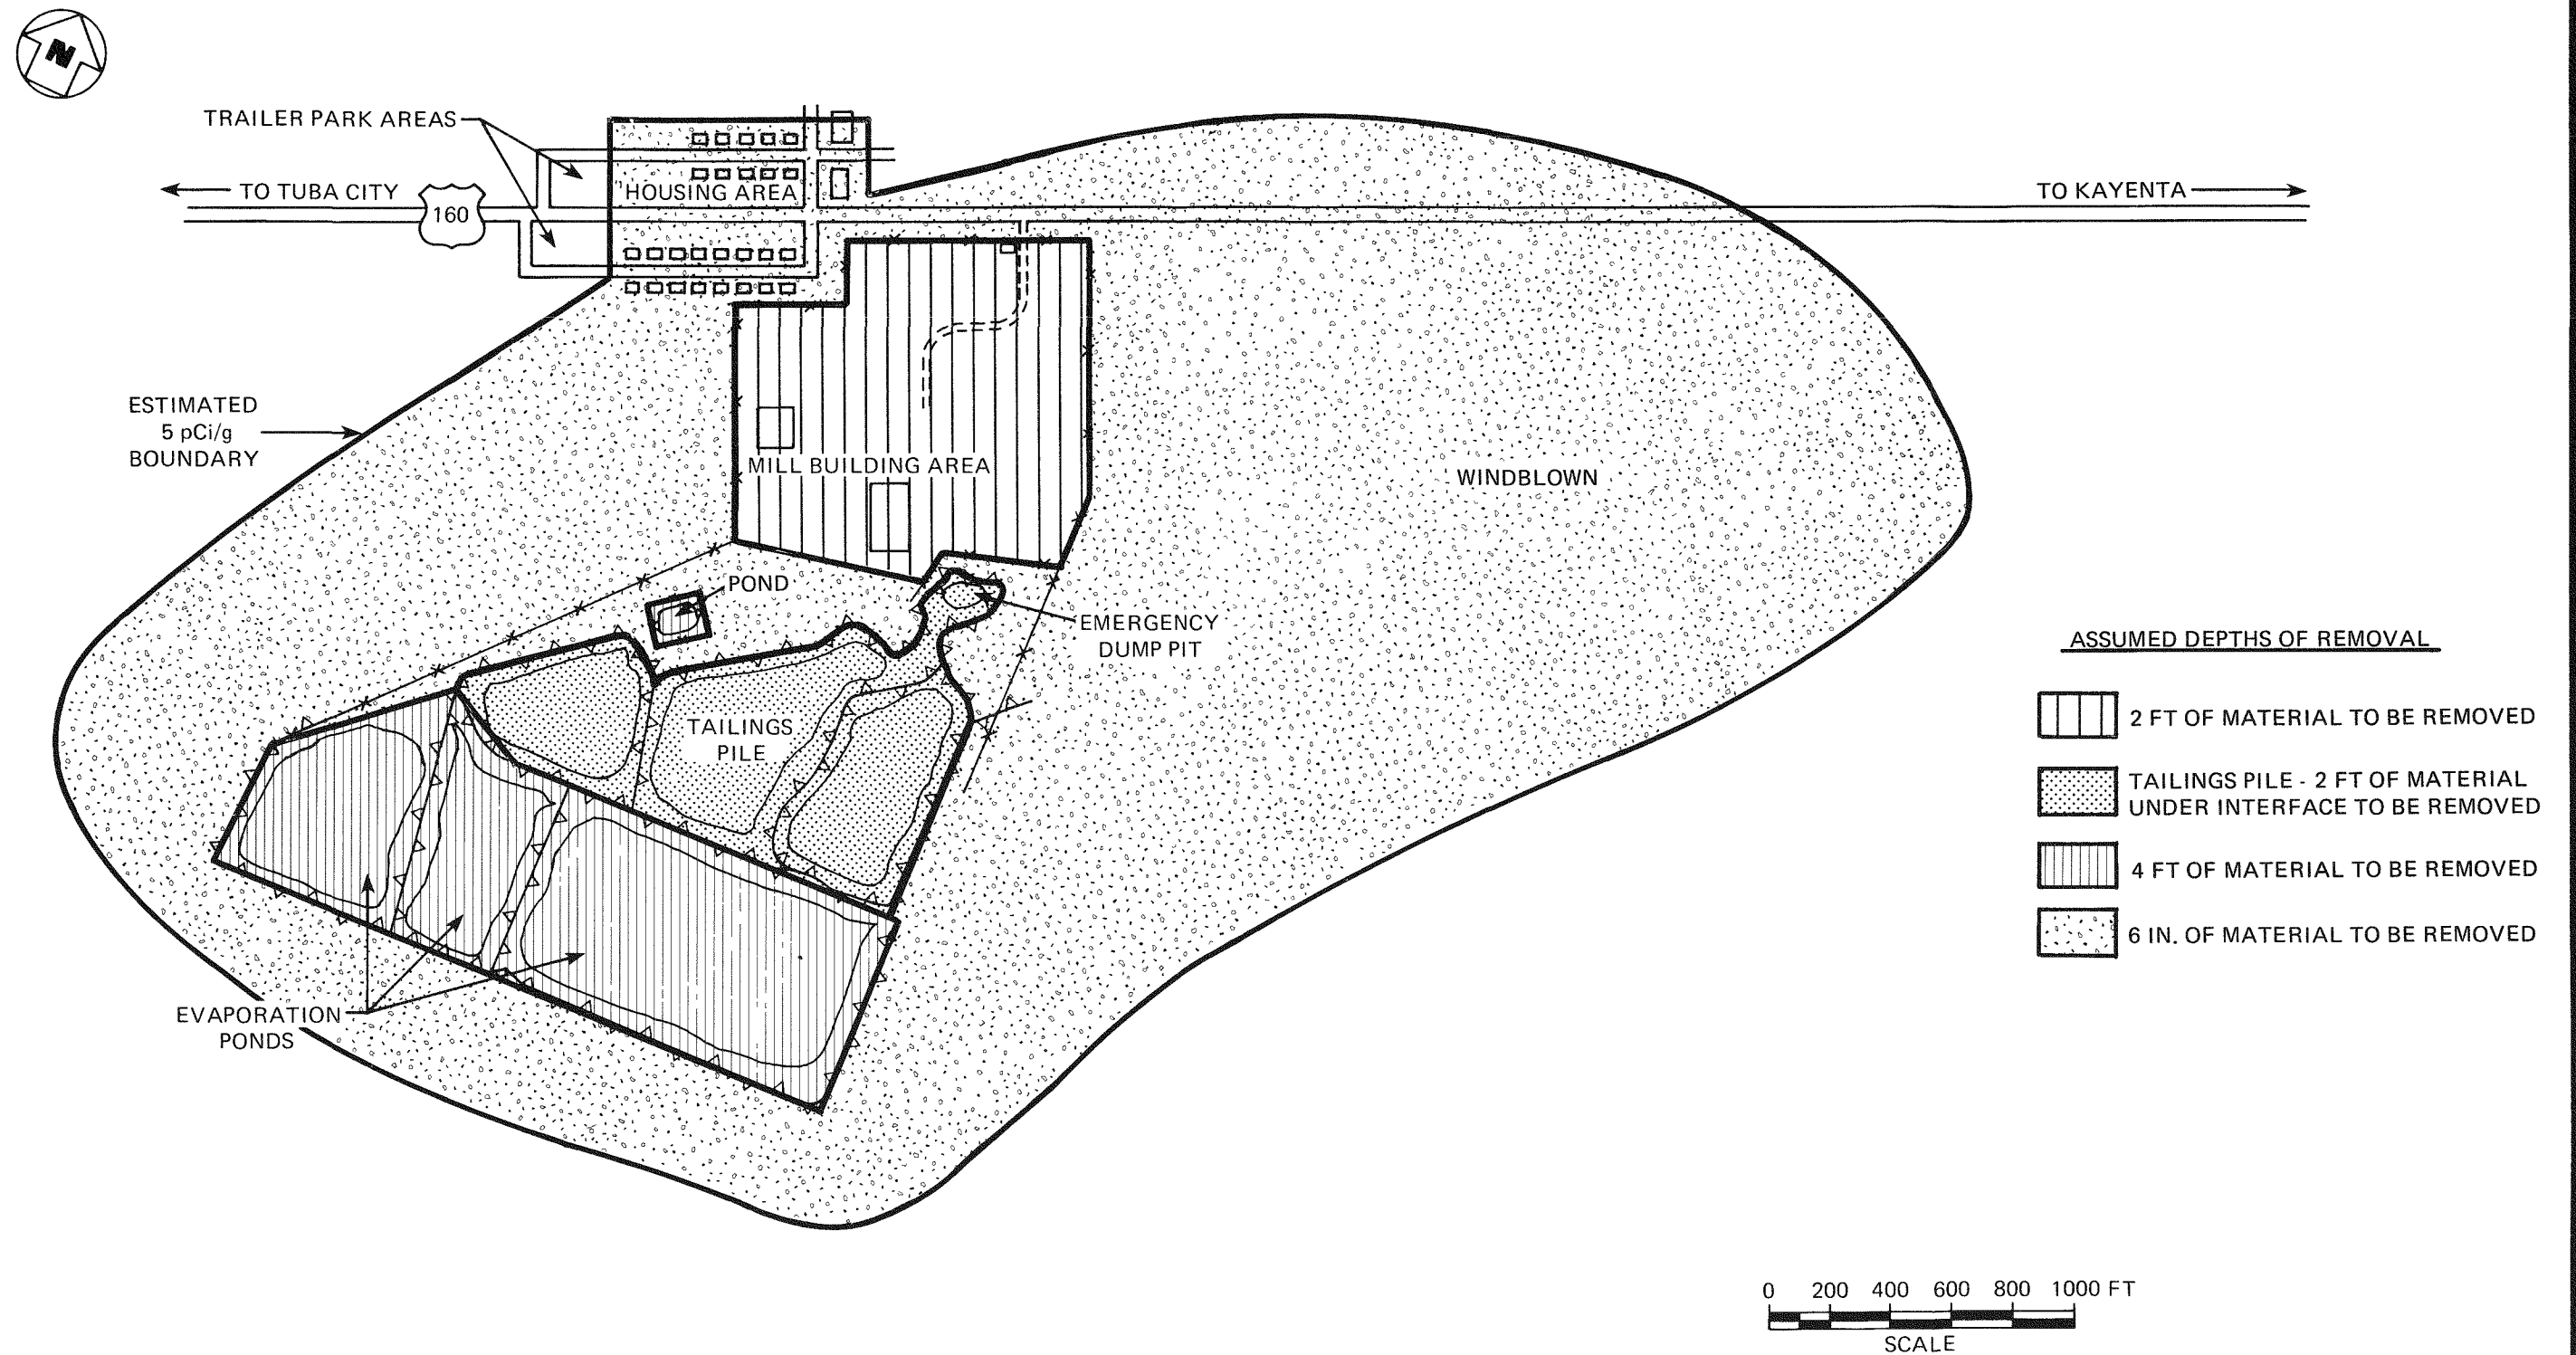 N
TRAILER PARK AREAS
TO TUBA CITY
160
HOUSING AREA
TO KAYENTA
ESTIMATED
5 pCi/g
BOUNDARY
MILL BUILDING AREA
WINDBLOWN
POND
EMERGENCY
DUMP PIT
TAILINGS
PILE
EVAPORATION
PONDS
ASSUMED DEPTHS OF REMOVAL
2 FT OF MATERIAL TO BE REMOVED
TAILINGS PILE - 2 FT OF MATERIAL
UNDER INTERFACE TO BE REMOVED
4 FT OF MATERIAL TO BE REMOVED
6 IN. OF MATERIAL TO BE REMOVED
0 200 400 600 800 1000 FT
SCALE